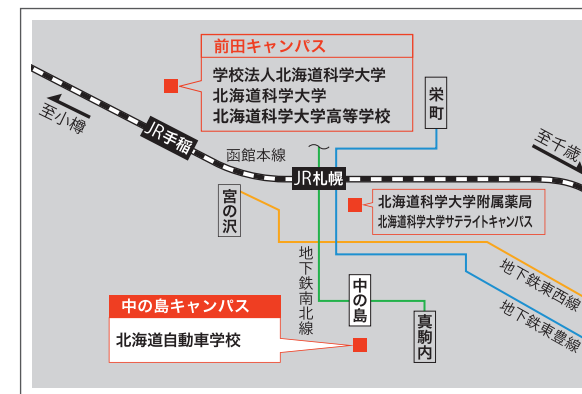 前田キャンパス
学校法人北海道科学大学
北海道科学大学
北海道科学大学高等学校
栄町
至小樽
JR手稲
函館本線
至千歳
JR札幌
宮の沢
北海道科学大学附属薬局
北海道科学大学サテライトキャンパス
地下鉄南北線
地下鉄東西線
地下鉄東豊線
中の島
真駒内
中の島キャンパス
北海道自動車学校